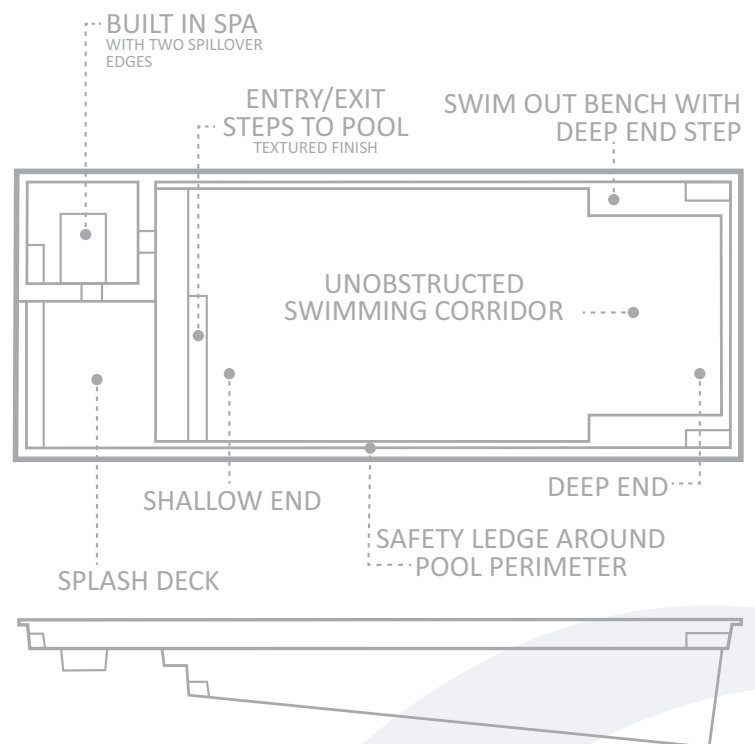 BUILT IN SPA
WITH TWO SPILLOVER
EDGES
ENTRY/EXIT
STEPS TO POOL
TEXTURED FINISH
SWIM OUT BENCH WITH
DEEP END STEP
UNOBSTRUCTED
SWIMMING CORRIDOR
SHALLOW END
DEEP END
SAFETY LEDGE AROUND
POOL PERIMETER
SPLASH DECK